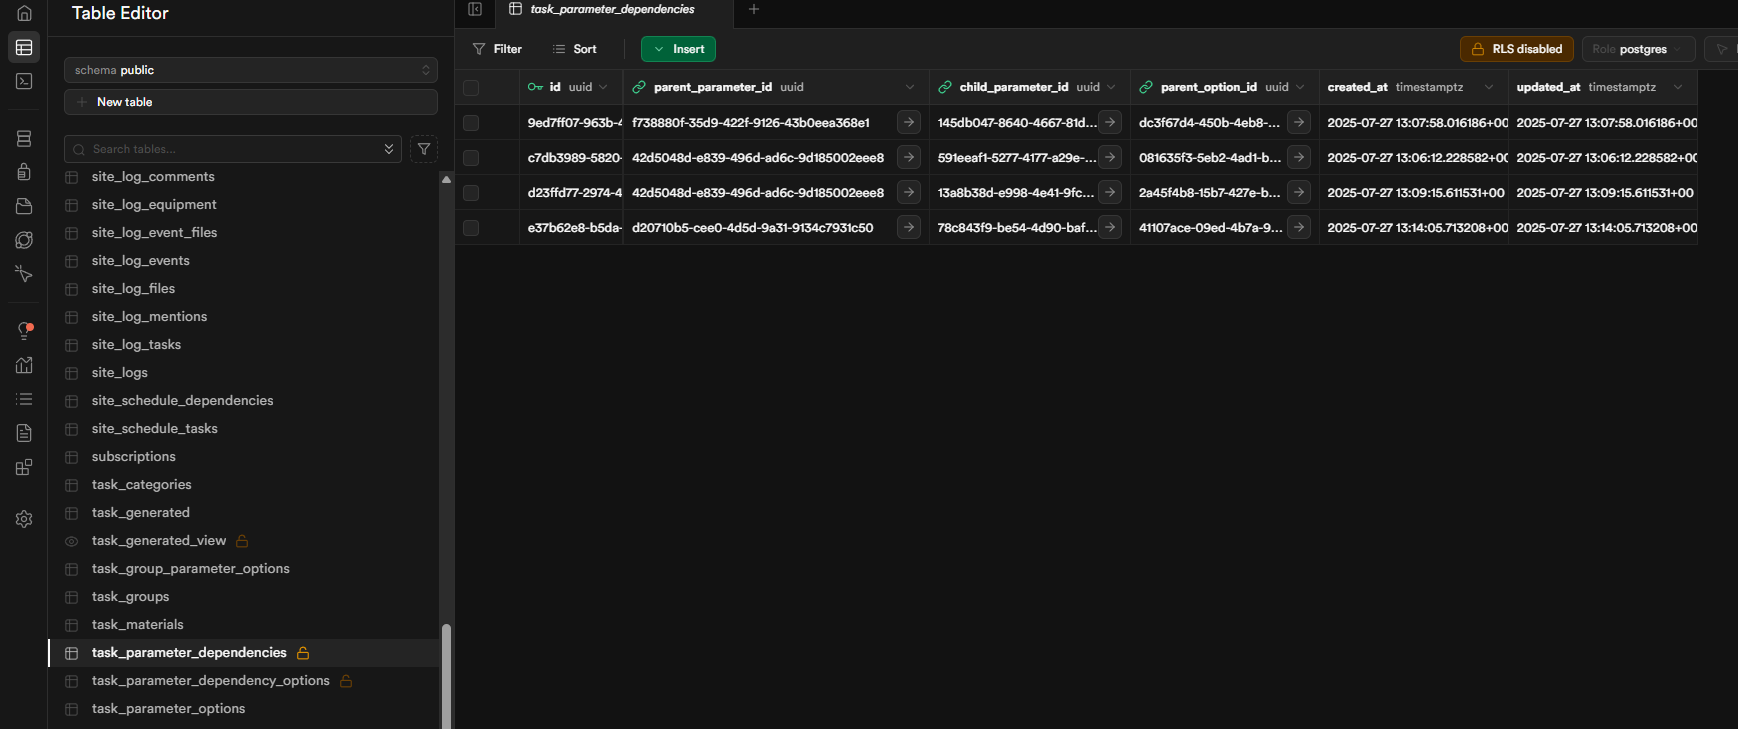 Table Editor
schema public
New table
Search tables...
site_log_comments
site_log_equipment
site_log_event_files
site_log_events
site_log_files
site_log_mentions
site_log_tasks
site_logs
site_schedule_dependencies
site_schedule_tasks
subscriptions
task_categories
task_generated
task_generated_view
task_group_parameter_options
task_groups
task_materials
task_parameter_dependencies
task_parameter_dependency_options
task_parameter_options
task_parameter_dependencies
Filter Sort Insert RLS disabled Role postgres
id uuid parent_parameter_id uuid child_parameter_id uuid parent_option_id uuid created_at timestamptz updated_at timestamptz
9ed7ff07-963b-4 f738880f-35d9-422f-9126-43b0eea368e1 145db047-8640-4667-81d... dc3f67d4-450b-4eb8-... 2025-07-27 13:07:58.016186+00 2025-07-27 13:07:58.016186+00
c7db3989-5820- 42d5048d-e839-496d-ad6c-9d185002eee8 591eeaf1-5277-4177-a29e-... 081635f3-5eb2-4ad1-b... 2025-07-27 13:06:12.228582+00 2025-07-27 13:06:12.228582+00
d23ffd77-2974-4 42d5048d-e839-496d-ad6c-9d185002eee8 13a8b38d-e998-4e41-9fc... 2a45f4b8-15b7-427e-b... 2025-07-27 13:09:15.611531+00 2025-07-27 13:09:15.611531+00
e37b62e8-b5da- d20710b5-cee0-4d5d-9a31-9134c7931c50 78c843f9-be54-4d90-baf... 41107ace-09ed-4b7a-9... 2025-07-27 13:14:05.713208+00 2025-07-27 13:14:05.713208+00